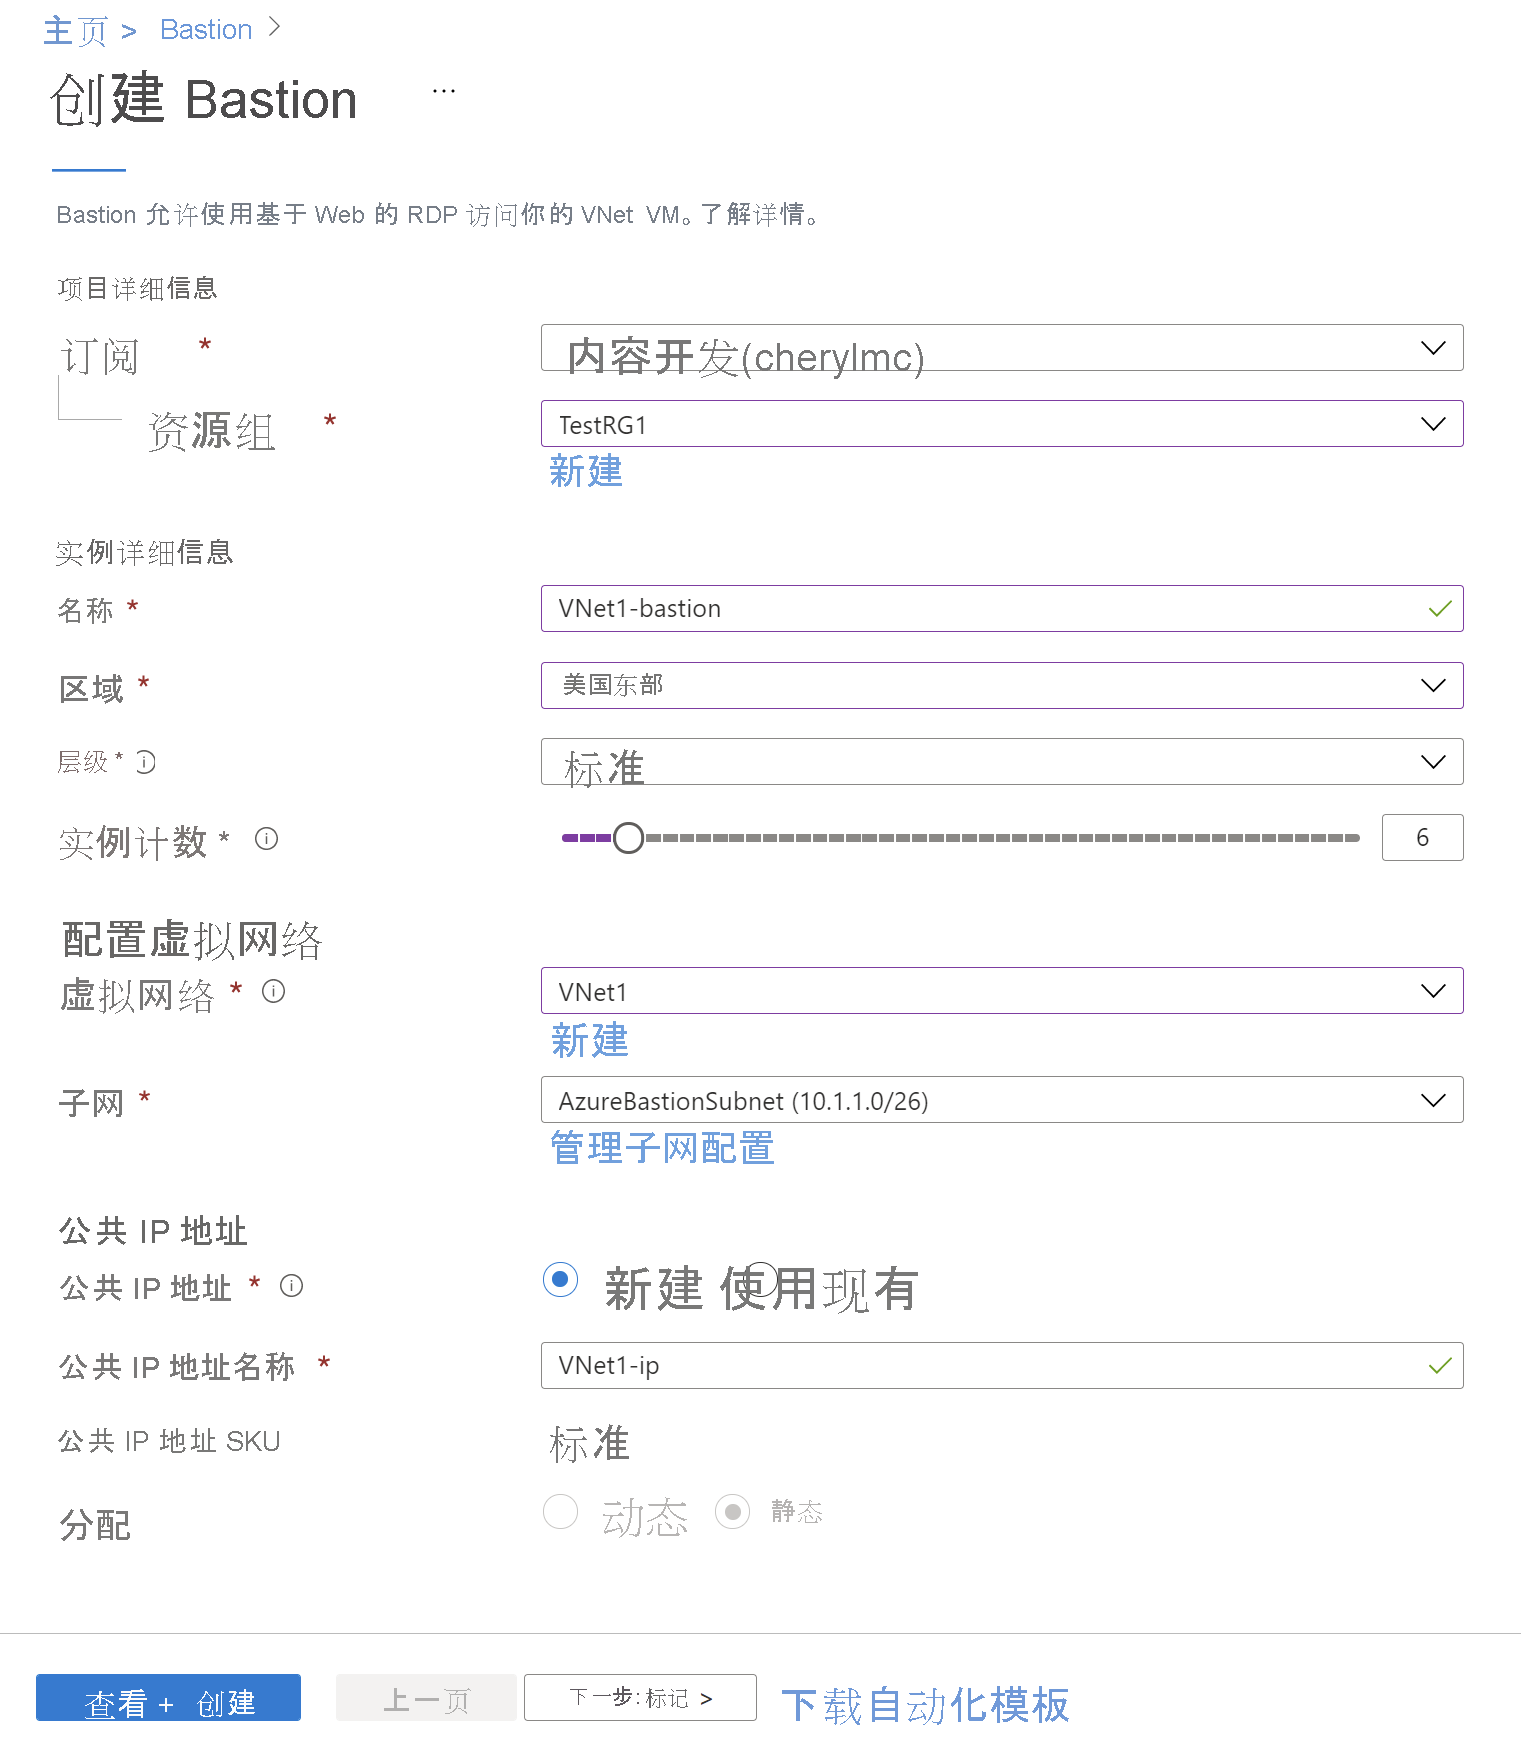 主页 > Bastion >
创建 Bastion ...
Bastion 允许使用基于 Web 的 RDP 访问你的 VNet VM。了解详情。
项目详细信息
订阅 * 内容开发(cherylmc)
资源组 * TestRG1
新建
实例详细信息
名称 * VNet1-bastion
区域 * 美国东部
层级 * 标准
实例计数 * 6
配置虚拟网络
虚拟网络 * VNet1
新建
子网 * AzureBastionSubnet (10.1.1.0/26)
管理子网配置
公共 IP 地址
公共 IP 地址 * 新建 使用现有
公共 IP 地址名称 * VNet1-ip
公共 IP 地址 SKU 标准
分配 动态 静态
查看 + 创建 上一页 下一步: 标记 > 下载自动化模板